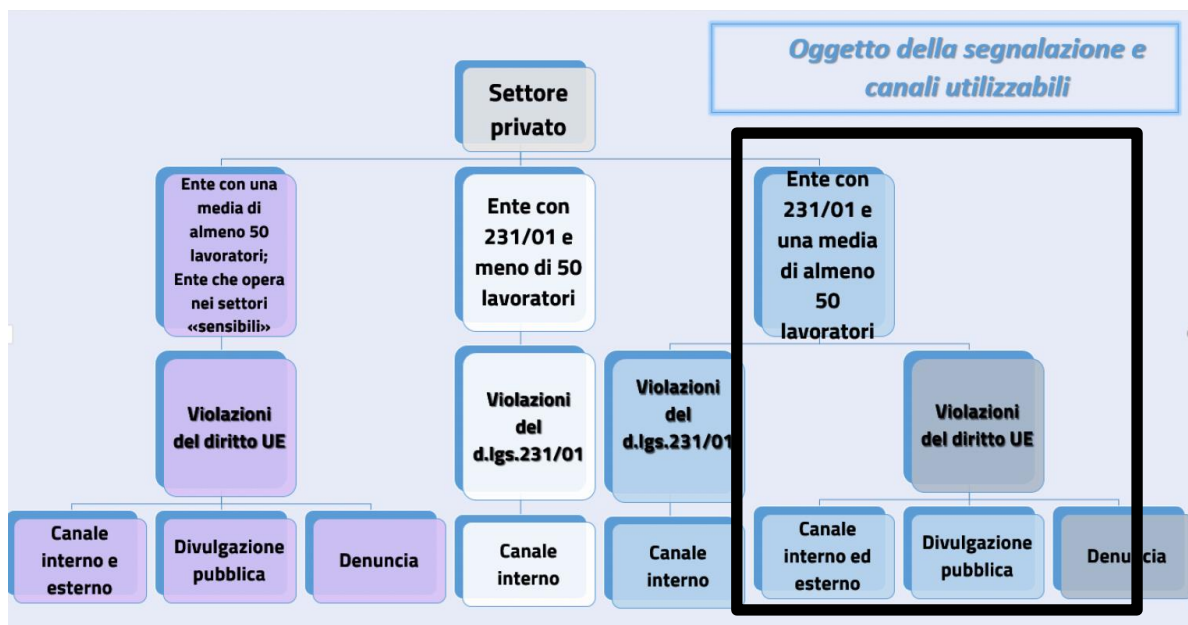 Oggetto della segnalazione e
canali utilizzabili
Settore
privato
Ente con una
media di
almeno 50
lavoratori;
Ente che opera
nei settori
«sensibili»
Ente con
231/01 e
meno di 50
lavoratori
Ente con
231/01 e
una media
di almeno
50
lavoratori
Violazioni
del diritto UE
Violazioni
del
d.lgs.231/01
Violazioni
del
d.lgs.231/01
Violazioni
del diritto UE
Canale
interno e
esterno
Divulgazione
pubblica
Denuncia
Canale
interno
Canale
interno
Canale
interno ed
esterno
Divulgazione
pubblica
Denuncia